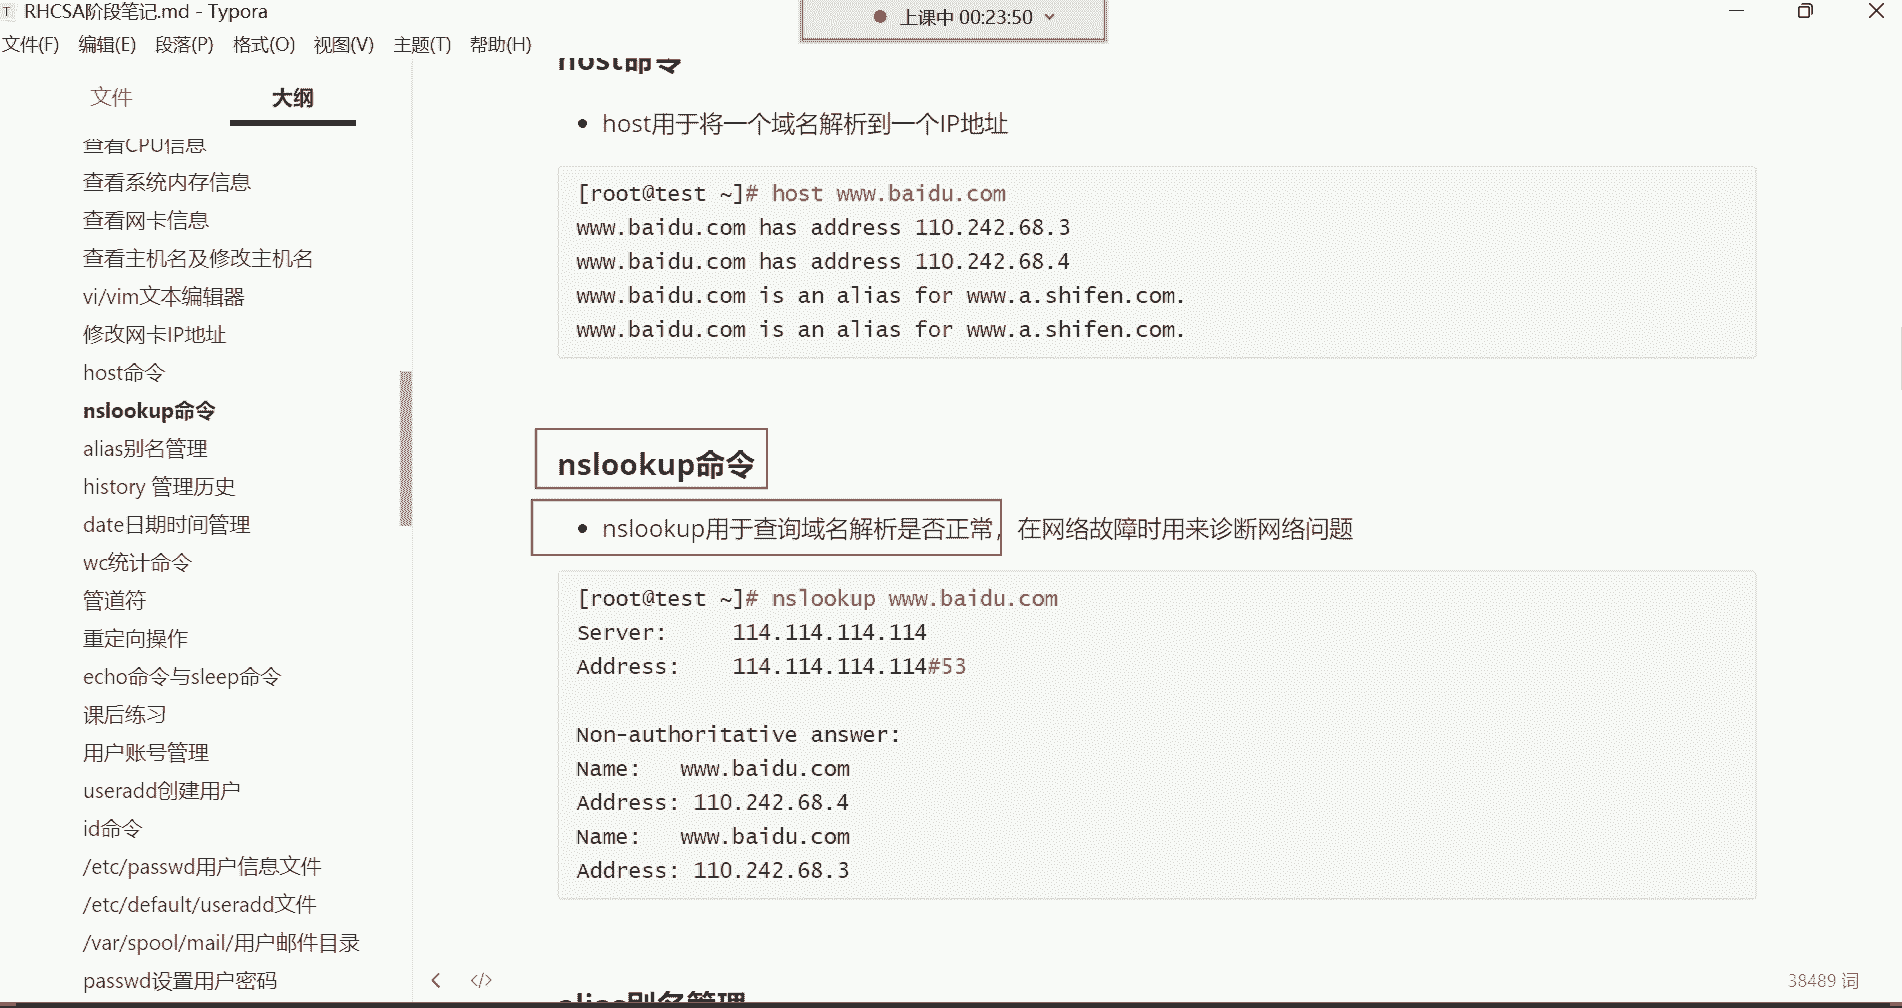 RHCSA阶段笔记.md - Typora
上课中 00:23:50
文件(F) 编辑(E) 段落(P) 格式(O) 视图(V) 主题(T) 帮助(H)
文件 大纲
查看CPU信息
查看系统内存信息
查看网卡信息
查看主机名及修改主机名
vi/vim文本编辑器
修改网卡IP地址
host命令
nslookup命令
alias别名管理
history 管理历史
date日期时间管理
wc统计命令
管道符
重定向操作
echo命令与sleep命令
课后练习
用户账号管理
useradd创建用户
id命令
/etc/passwd用户信息文件
/etc/default/useradd文件
/var/spool/mail/用户邮件目录
passwd设置用户密码
host命令
host用于将一个域名解析到一个IP地址
[root@test ~]# host www.baidu.com
www.baidu.com has address 110.242.68.3
www.baidu.com has address 110.242.68.4
www.baidu.com is an alias for www.a.shifen.com.
www.baidu.com is an alias for www.a.shifen.com.
nslookup命令
nslookup用于查询域名解析是否正常，在网络故障时用来诊断网络问题
[root@test ~]# nslookup www.baidu.com
Server: 114.114.114.114
Address: 114.114.114.114#53
Non-authoritative answer:
Name: www.baidu.com
Address: 110.242.68.4
Name: www.baidu.com
Address: 110.242.68.3
alias别名管理
38489 词